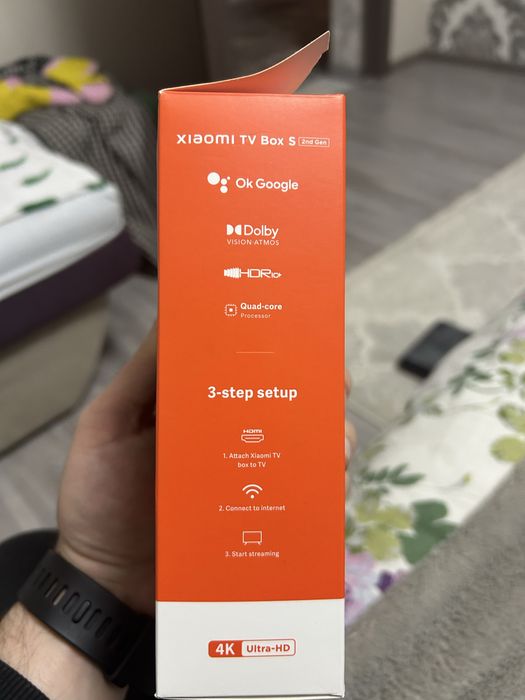 xiaomi TV Box S 2nd Gen
Ok Google
Dolby
VISION·ATMOS
HDR10+
Quad-core
Processor
3-step setup
HDMI
1. Attach Xiaomi TV
box to TV
2. Connect to internet
3. Start streaming
4K Ultra-HD